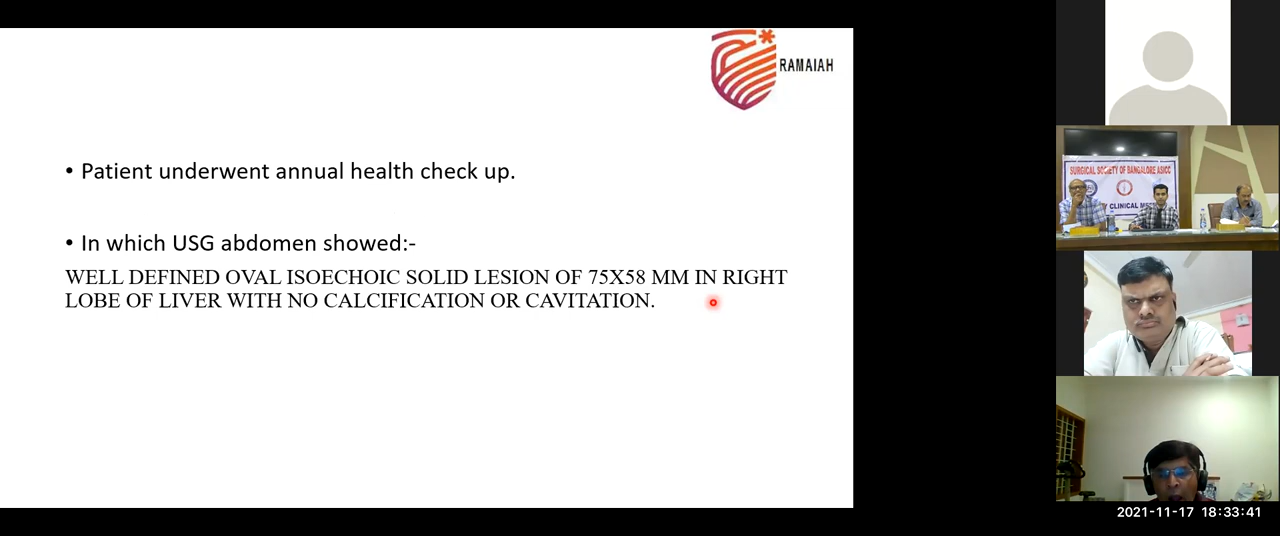 RAMAIAH
• Patient underwent annual health check up.
• In which USG abdomen showed:-
WELL DEFINED OVAL ISOECHOIC SOLID LESION OF 75X58 MM IN RIGHT
LOBE OF LIVER WITH NO CALCIFICATION OR CAVITATION.
SURGICAL SOCIETY OF BANGALORE ASICC
CLINICAL
2021-11-17 18:33:41